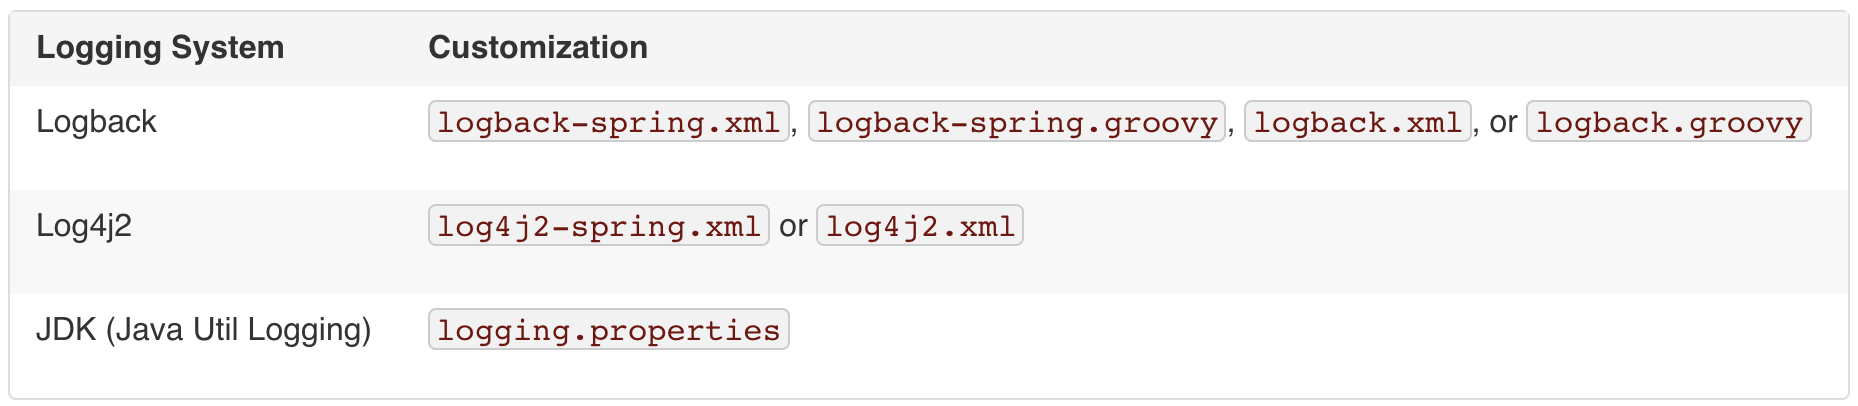 Logging System Customization
Logback logback-spring.xml, logback-spring.groovy, logback.xml, or logback.groovy
Log4j2 log4j2-spring.xml or log4j2.xml
JDK (Java Util Logging) logging.properties